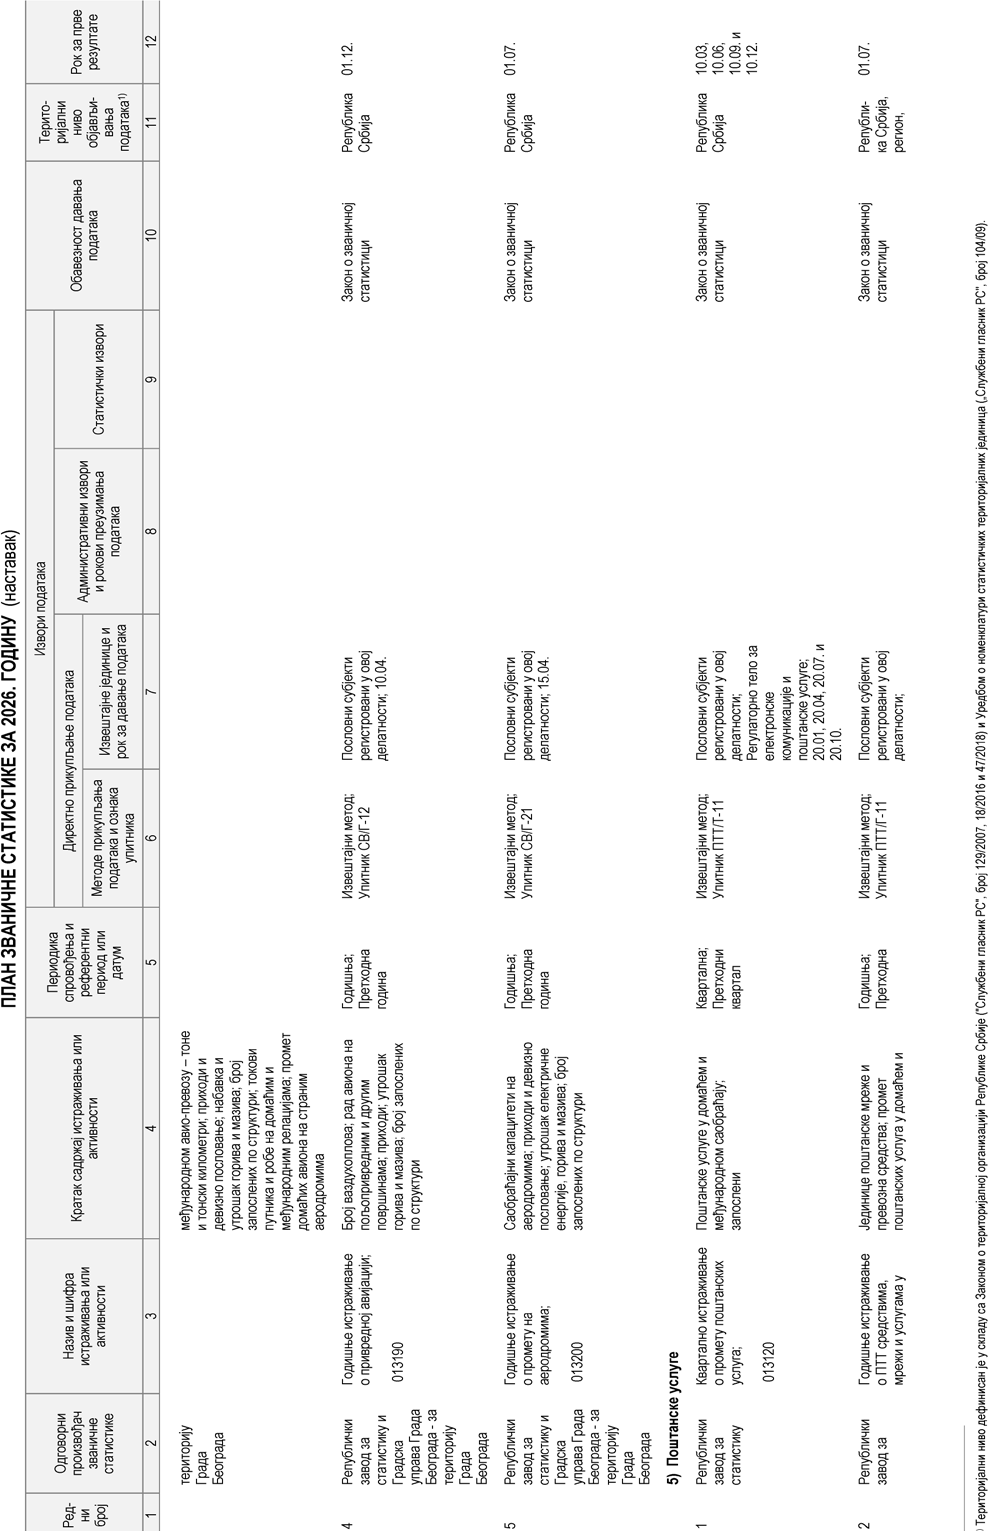 ПЛАН ЗВАНИЧНЕ СТАТИСТИКЕ ЗА 2026. ГОДИНУ (наставак)
Ред-
ни
број
Одговорни
произвођач
званичне
статистике
Назив и шифра
истраживања или
активности
Кратак садржај истраживања или
активности
Периодика
спровођења и
референтни
период или
датум
Извори података
Директно прикупљање података
Методе прикупљања
података и ознака
упитника
Извештајне јединице и
рок за давање података
Административни извори
и рокови преузимања
података
Статистички извори
Обавезност давања
података
Терито-
ријални
ниво
објављи-
вања
података1)
Рок за прве
резултате
1 2 3 4 5 6 7 8 9 10 11 12
територију
Града
Београда
међународном авио-превозу – тоне
и тонски километри; приходи и
девизно пословање; набавка и
утрошак горива и мазива; број
запослених по структури; токови
путника и робе на домаћим и
међународним релацијама; промет
домаћих авиона на страним
аеродромима
4
Републички
завод за
статистику и
Градска
управа Града
Београда - за
територију
Града
Београда
Годишње истраживање
о привредној авијацији;
013190
Број ваздухоплова; рад авиона на
пољопривредним и другим
површинама; приходи; утрошак
горива и мазива; број запослених
по структури
Годишња;
Претходна
година
Извештајни метод;
Упитник СВ/Г-12
Пословни субјекти
регистровани у овој
делатности; 10.04.
Закон о званичној
статистици
Република
Србија
01.12.
5
Републички
завод за
статистику и
Градска
управа Града
Београда - за
територију
Града
Београда
Годишње истраживање
о промету на
аеродромима;
013200
Саобраћајни капацитети на
аеродромима; приходи и девизно
пословање; утрошак електричне
енергије, горива и мазива; број
запослених по структури
Годишња;
Претходна
година
Извештајни метод;
Упитник СВ/Г-21
Пословни субјекти
регистровани у овој
делатности; 15.04.
Закон о званичној
статистици
Република
Србија
01.07.
5) Поштанске услуге
1
Републички
завод за
статистику
Квартално истраживање
о промету поштанских
услуга;
013120
Поштанске услуге у домаћем и
међународном саобраћају;
запослени
Квартална;
Претходни
квартал
Извештајни метод;
Упитник ПТТ/Т-11
Пословни субјекти
регистровани у овој
делатности;
Регулаторно тело за
електронске
комуникације и
поштанске услуге;
20.01, 20.04, 20.07. и
20.10.
Закон о званичној
статистици
Република
Србија
10.03,
10.06,
10.09. и
10.12.
2
Републички
завод за
Годишње истраживање
о ПТТ средствима,
мрежи и услугама у
Јединице поштанске мреже и
превозна средства; промет
поштанских услуга у домаћем и
Годишња;
Претходна
Извештајни метод;
Упитник ПТТ/Г-11
Пословни субјекти
регистровани у овој
делатности;
Закон о званичној
статистици
Републи-
ка Србија,
регион,
01.07.
) Територијални ниво дефинисан је у складу са Законом о територијалној организацији Републике Србије ("Службени гласник РС", број 129/2007, 18/2016 и 47/2018) и Уредбом о номенклатури статистичких територијалних јединица („Службени гласник РС", број 104/09).